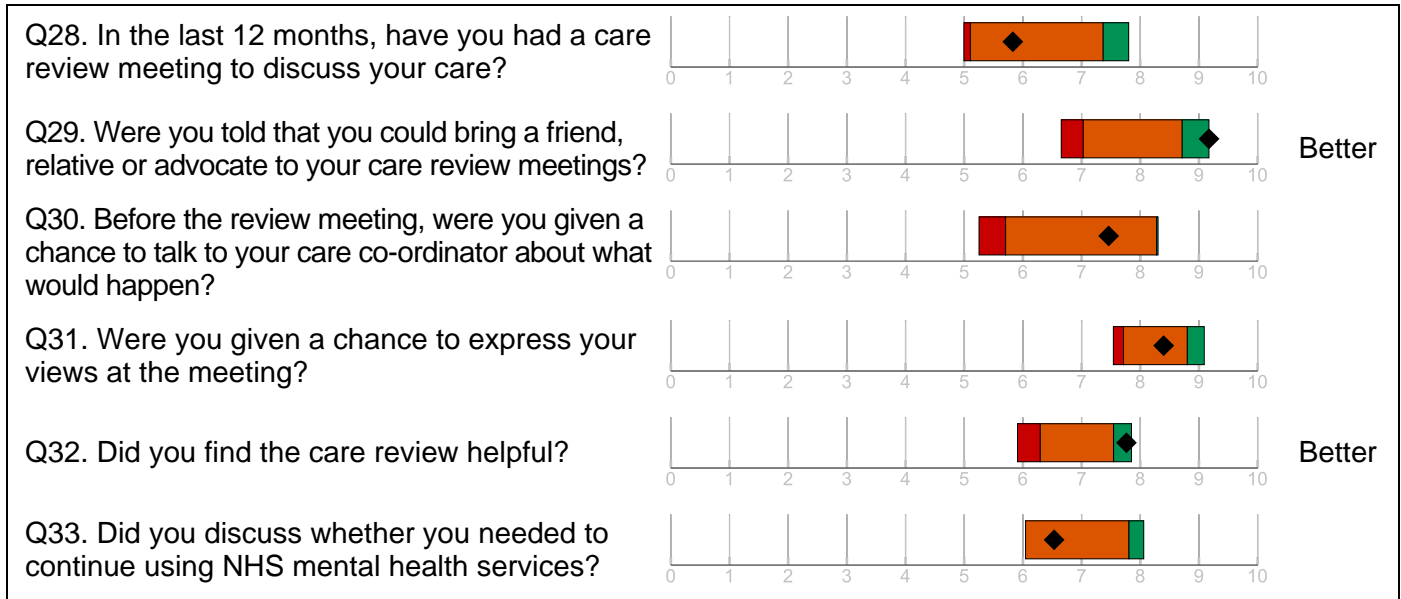 Q28. In the last 12 months, have you had a care
review meeting to discuss your care?
0 1 2 3 4 5 6 7 8 9 10
Q29. Were you told that you could bring a friend,
relative or advocate to your care review meetings?
Better
0 1 2 3 4 5 6 7 8 9 10
Q30. Before the review meeting, were you given a
chance to talk to your care co-ordinator about what
would happen?
0 1 2 3 4 5 6 7 8 9 10
Q31. Were you given a chance to express your
views at the meeting?
0 1 2 3 4 5 6 7 8 9 10
Q32. Did you find the care review helpful?
Better
0 1 2 3 4 5 6 7 8 9 10
Q33. Did you discuss whether you needed to
continue using NHS mental health services?
0 1 2 3 4 5 6 7 8 9 10